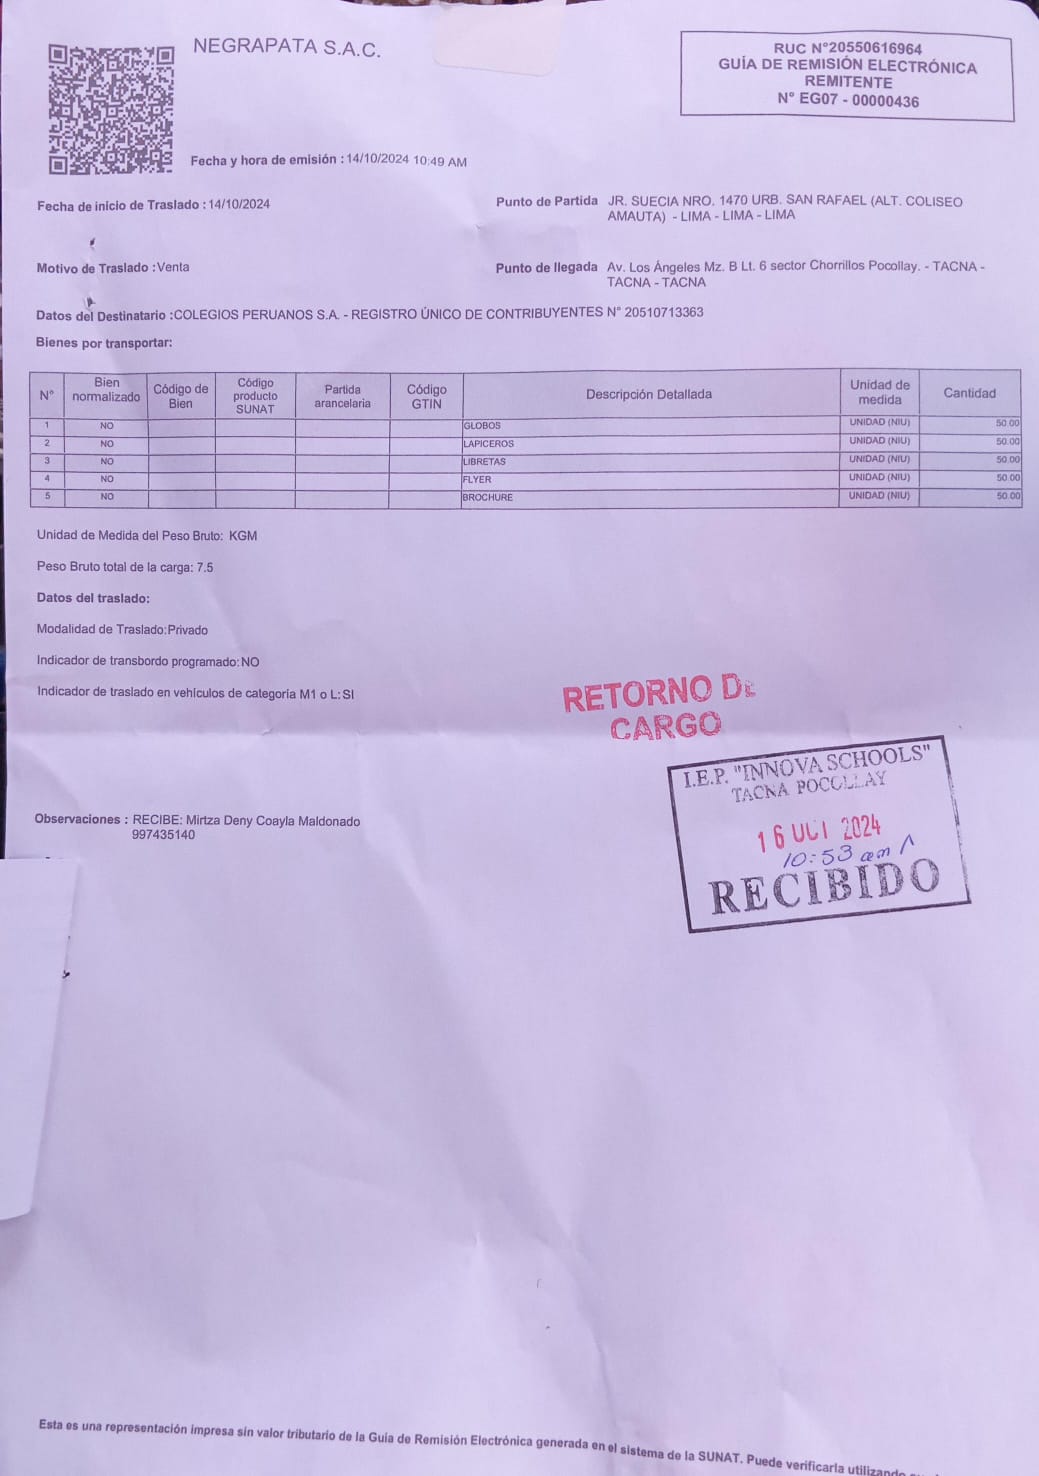 NEGRAPATA S.A.C.
RUC N°20550616964
GUÍA DE REMISIÓN ELECTRÓNICA
REMITENTE
N° EG07 - 00000436
Fecha y hora de emisión : 14/10/2024 10:49 AM
Fecha de inicio de Traslado : 14/10/2024
Punto de Partida JR. SUECIA NRO. 1470 URB. SAN RAFAEL (ALT. COLISEO
AMAUTA) - LIMA - LIMA - LIMA
Motivo de Traslado : Venta
Punto de llegada Av. Los Ángeles Mz. B Lt. 6 sector Chorrillos Pocollay. - TACNA -
TACNA - TACNA
Datos del Destinatario :COLEGIOS PERUANOS S.A. - REGISTRO ÚNICO DE CONTRIBUYENTES N° 20510713363
Bienes por transportar:
N° Bien normalizado Código de Bien Código producto SUNAT Partida arancelaria Código GTIN Descripción Detallada Unidad de medida Cantidad
1 NO GLOBOS UNIDAD (NIU) 50.00
2 NO LAPICEROS UNIDAD (NIU) 50.00
3 NO LIBRETAS UNIDAD (NIU) 50.00
4 NO FLYER UNIDAD (NIU) 50.00
5 NO BROCHURE UNIDAD (NIU) 50.00
Unidad de Medida del Peso Bruto: KGM
Peso Bruto total de la carga: 7.5
Datos del traslado:
Modalidad de Traslado:Privado
Indicador de transbordo programado:NO
Indicador de traslado en vehículos de categoría M1 o L:SI
RETORNO DE
CARGO
I.E.P. "INNOVA SCHOOLS"
TACNA POCOLLAY
16 OCT 2024
10:53 am
RECIBIDO
Observaciones : RECIBE: Mirtza Deny Coayla Maldonado
997435140
Esta es una representación impresa sin valor tributario de la Guía de Remisión Electrónica generada en el sistema de la SUNAT. Puede verificarla utilizando